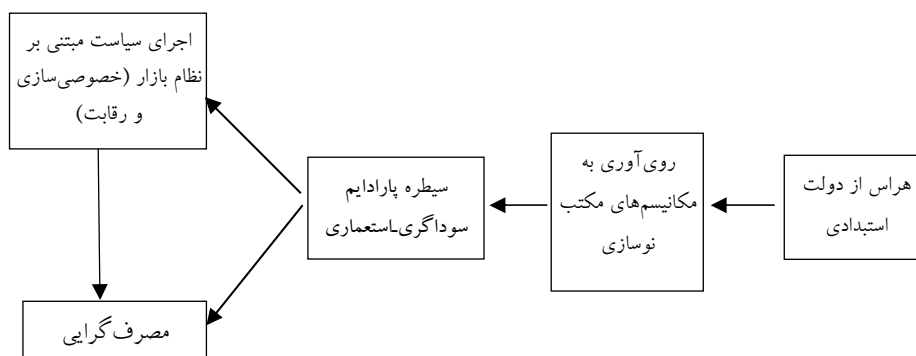 هراس از دولت
استبدادی
روی‌آوری به
مکانیسم‌های مکتب
نوسازی
سیطره پارادایم
سوداگری‌ـاستعماری
اجرای سیاست مبتنی بر
نظام بازار (خصوصی‌سازی
و رقابت)
مصرف‌گرایی